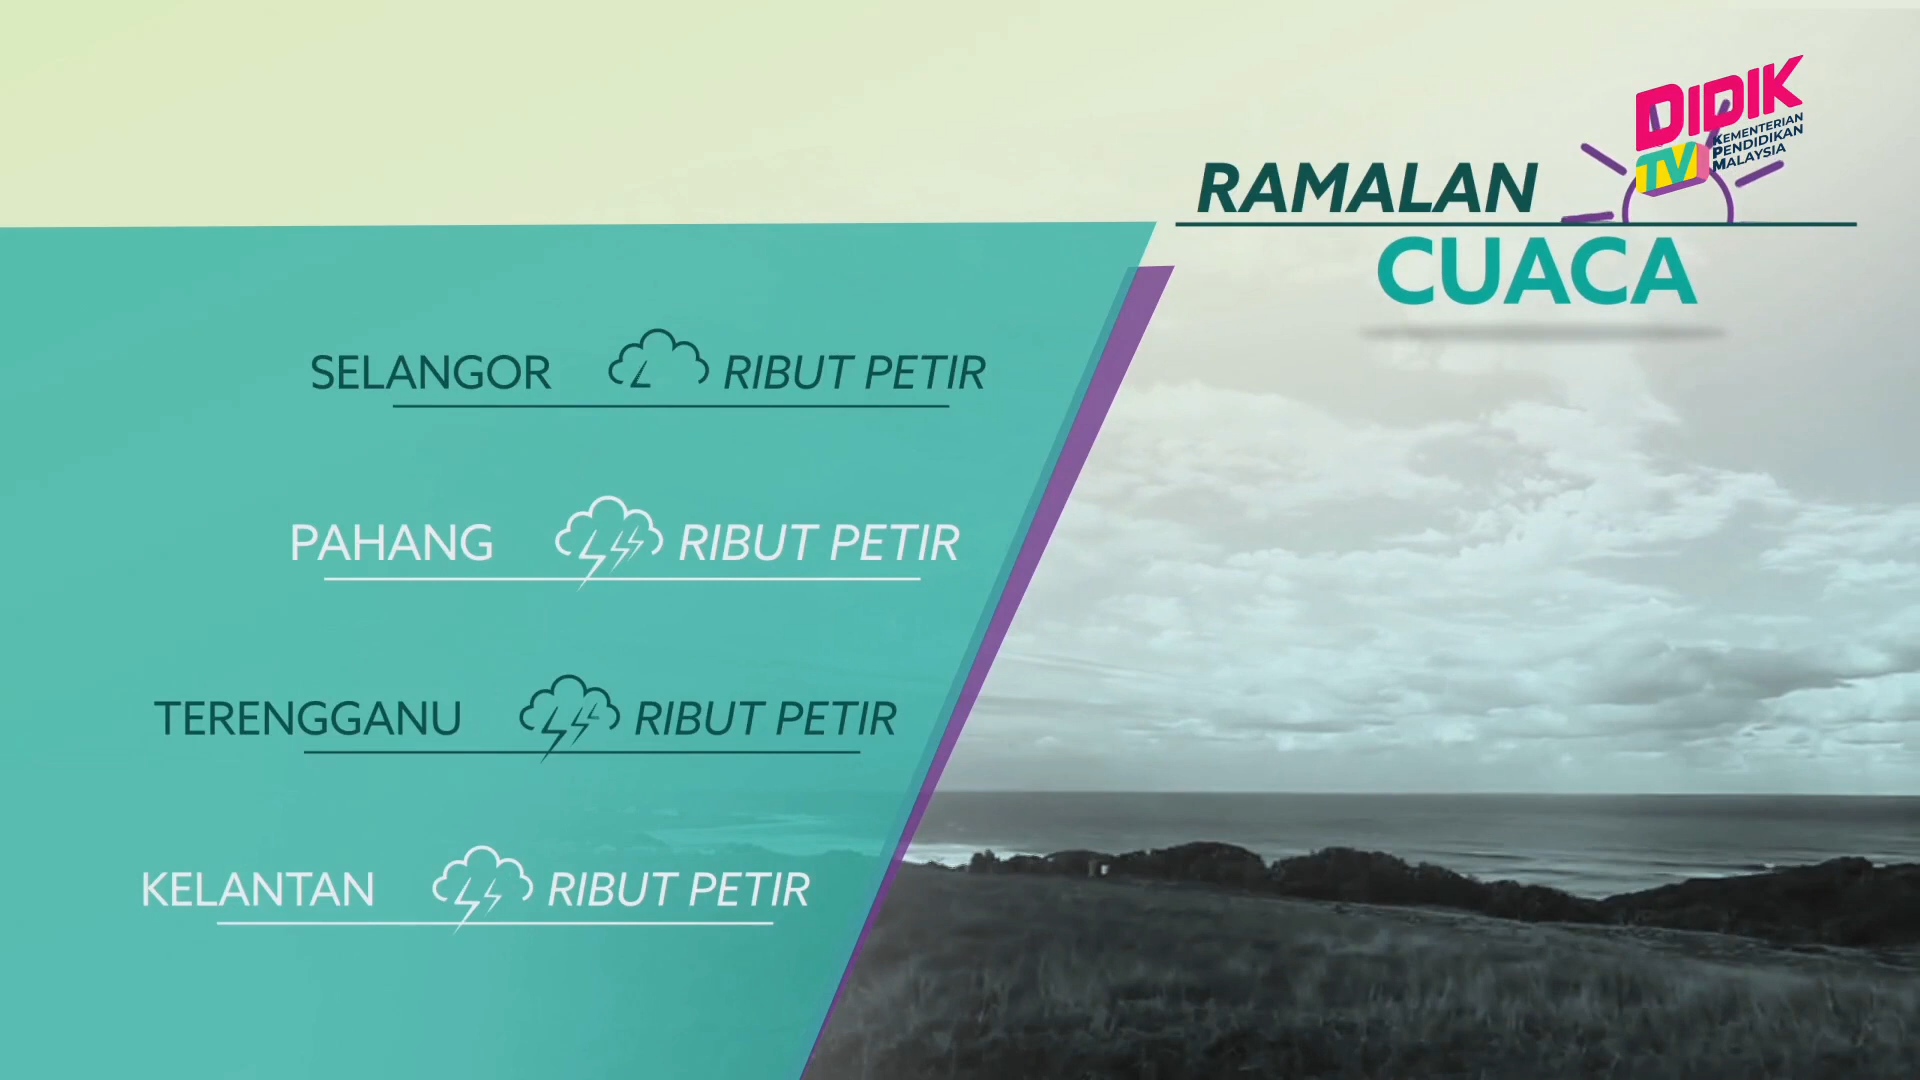 DIDIK
TV
KEMENTERIAN
PENDIDIKAN
MALAYSIA
RAMALAN
CUACA
SELANGOR RIBUT PETIR
PAHANG RIBUT PETIR
TERENGGANU RIBUT PETIR
KELANTAN RIBUT PETIR